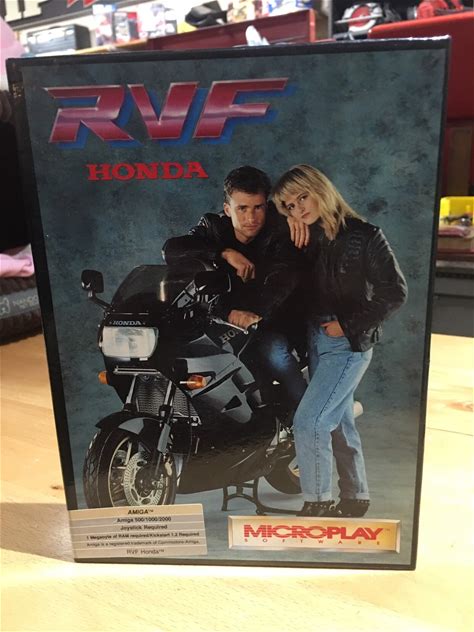 RVF
HONDA
HONDA
AMIGA™
Amiga 500/1000/2000
Joystick Required
1 Megabyte of RAM required/Kickstart 1.2 Required
Amiga is a registered trademark of Commodore-Amiga.
RVF Honda™
MICROPLAY™
SOFTWARE